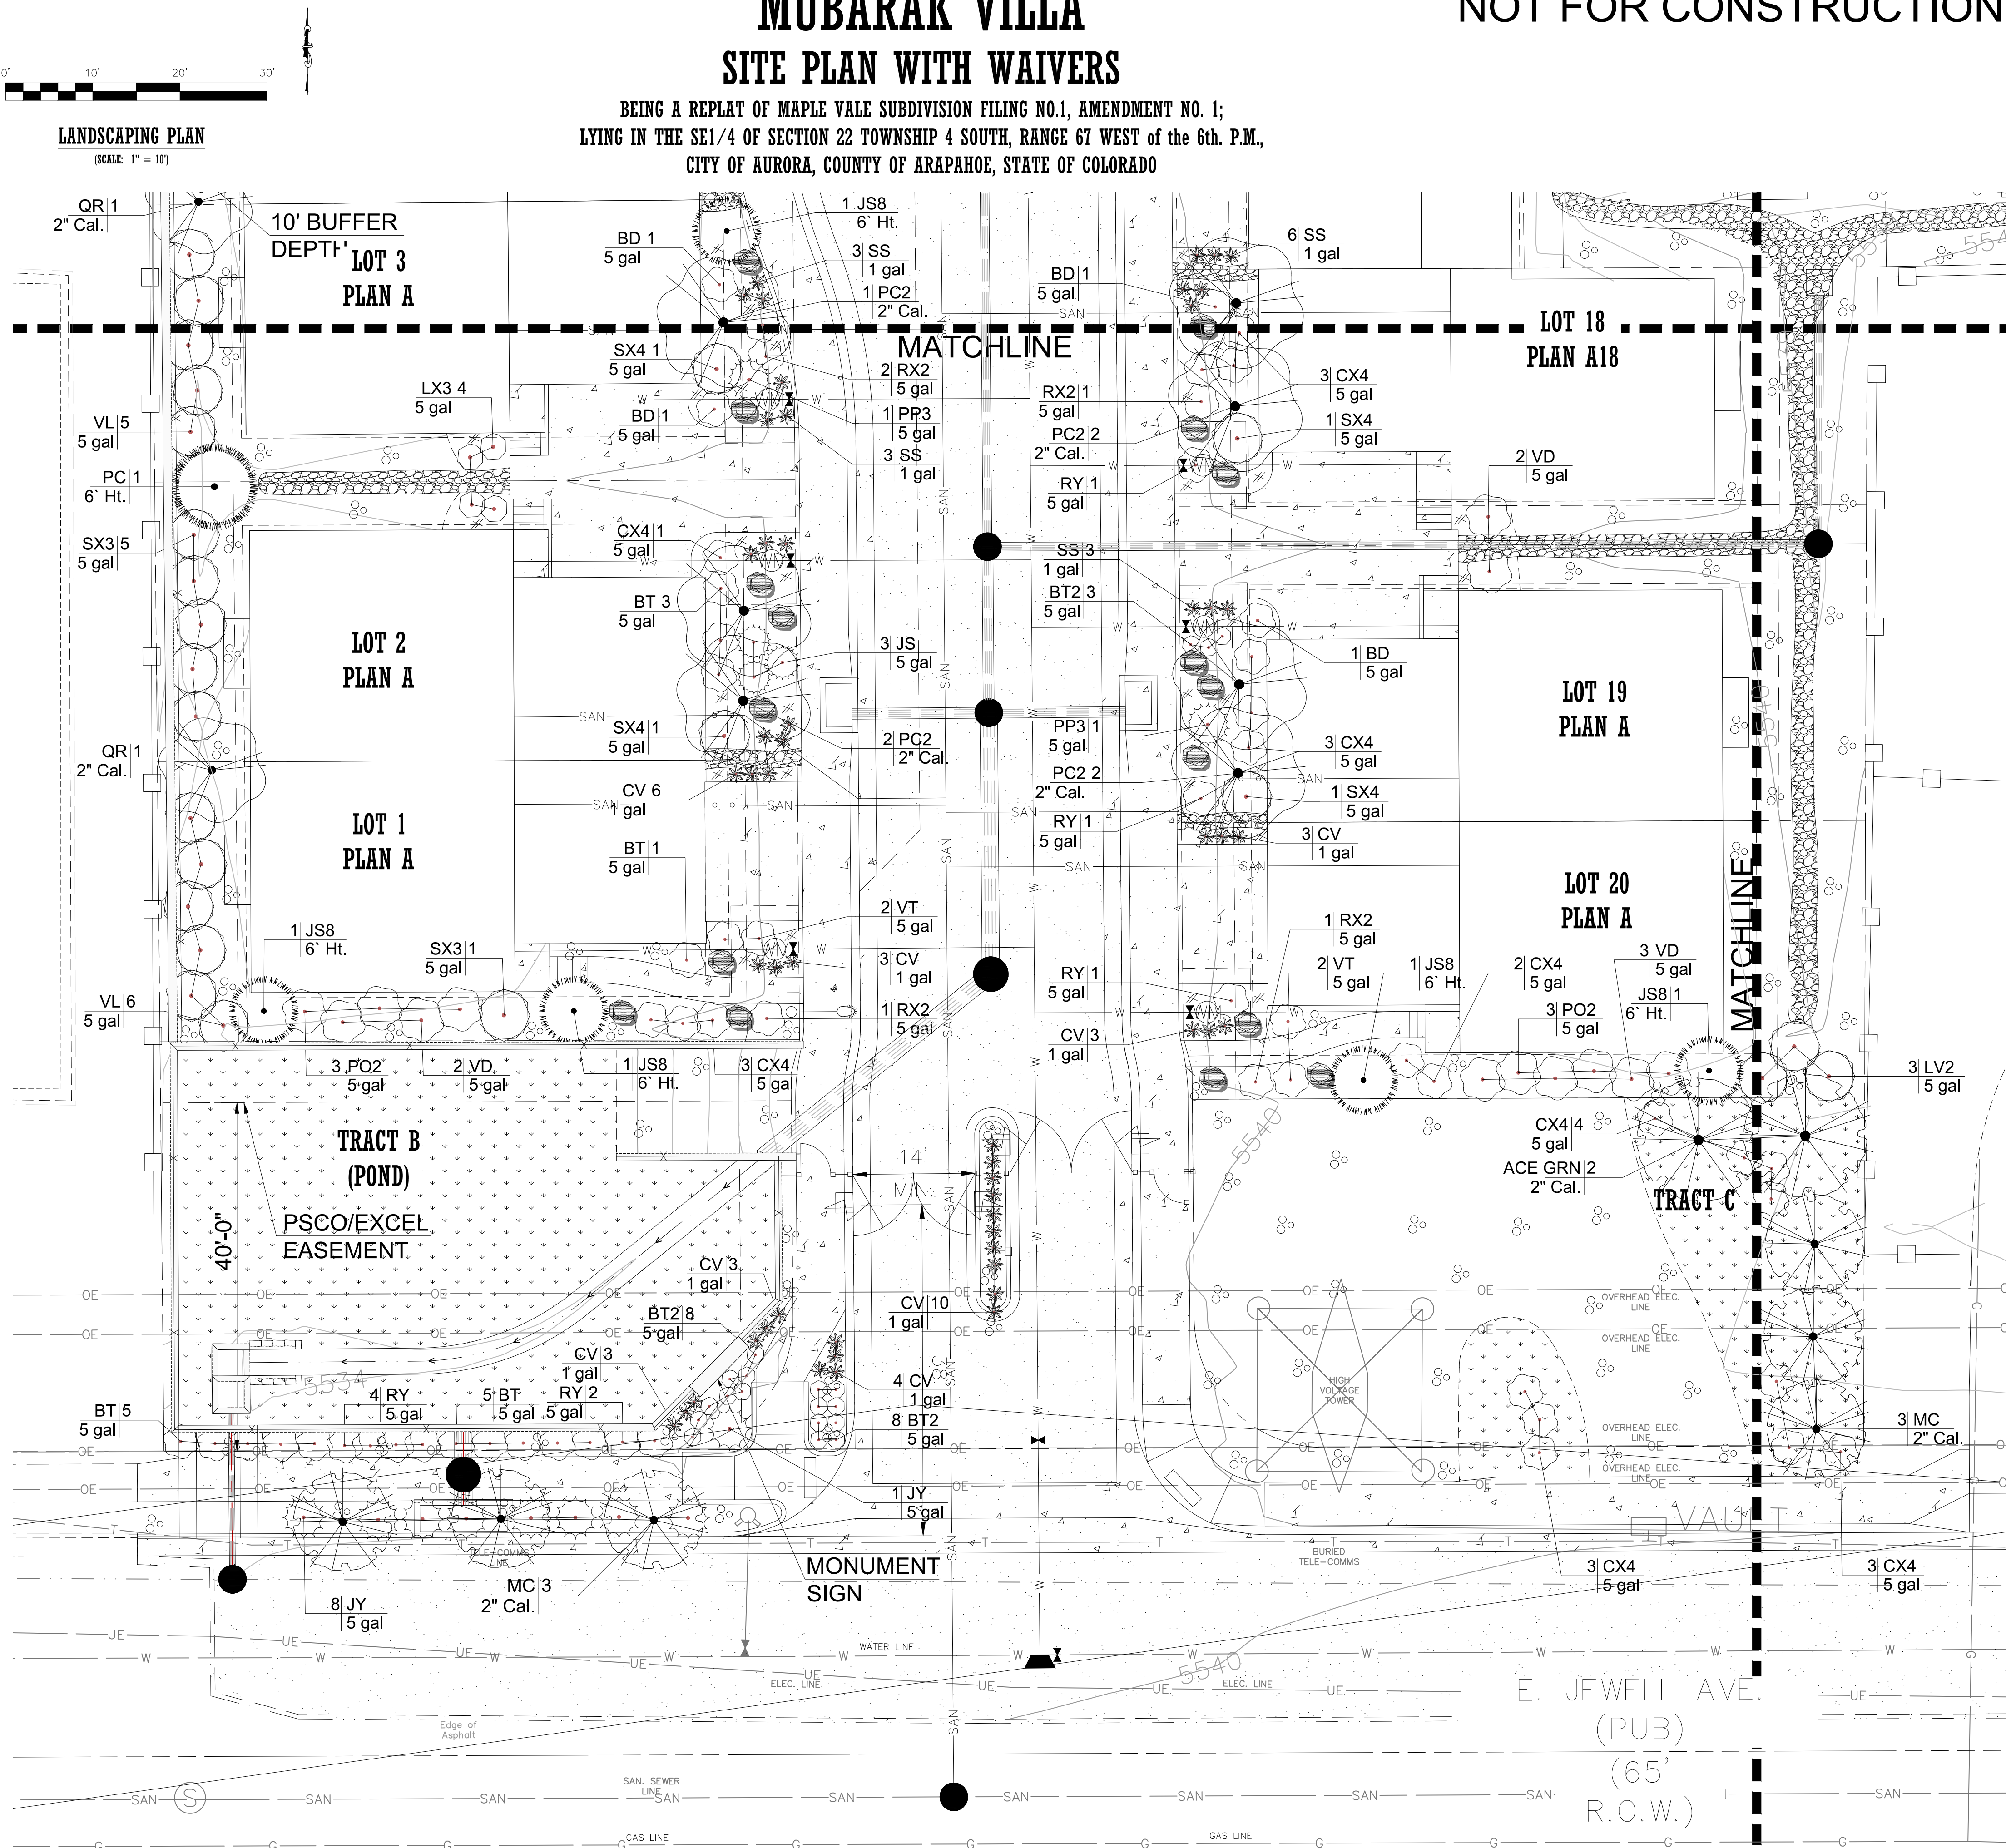 MUBARAK VILLA
NOT FOR CONSTRUCTION
SITE PLAN WITH WAIVERS
BEING A REPLAT OF MAPLE VALE SUBDIVISION FILING NO.1, AMENDMENT NO. 1;
LYING IN THE SE1/4 OF SECTION 22 TOWNSHIP 4 SOUTH, RANGE 67 WEST of the 6th. P.M.,
CITY OF AURORA, COUNTY OF ARAPAHOE, STATE OF COLORADO
0' 10' 20' 30'
LANDSCAPING PLAN
(SCALE: 1" = 10')
QR 1
2" Cal.
10' BUFFER
DEPTH
LOT 3
PLAN A
BD 1
5 gal
1 JS8
6` Ht.
3 SS
1 gal
1 PC2
2" Cal.
BD 1
5 gal
6 SS
1 gal
LOT 18
PLAN A18
MATCHLINE
SX4 1
5 gal
2 RX2
5 gal
LX3 4
5 gal
BD 1
5 gal
1 PP3
5 gal
3 SS
1 gal
RX2 1
5 gal
PC2 2
2" Cal.
RY 1
5 gal
3 CX4
5 gal
1 SX4
5 gal
2 VD
5 gal
VL 5
5 gal
PC 1
6` Ht.
SX3 5
5 gal
CX4 1
5 gal
BT 3
5 gal
SS 3
1 gal
BT2 3
5 gal
LOT 2
PLAN A
3 JS
5 gal
1 BD
5 gal
LOT 19
PLAN A
SX4 1
5 gal
2 PC2
2" Cal.
PP3 1
5 gal
3 CX4
5 gal
QR 1
2" Cal.
CV 6
1 gal
PC2 2
2" Cal.
1 SX4
5 gal
RY 1
5 gal
3 CV
1 gal
LOT 1
PLAN A
BT 1
5 gal
LOT 20
PLAN A
MATCHLINE
1 JS8
6` Ht.
SX3 1
5 gal
2 VT
5 gal
3 CV
1 gal
1 RX2
5 gal
RY 1
5 gal
CV 3
1 gal
1 RX2
5 gal
2 VT
5 gal
1 JS8
6` Ht.
2 CX4
5 gal
3 VD
5 gal
3 PO2
5 gal
JS8 1
6` Ht.
VL 6
5 gal
3 PO2
5 gal
2 VD
5 gal
1 JS8
6` Ht.
3 CX4
5 gal
3 LV2
5 gal
TRACT B
(POND)
14'
MIN.
5540
CX4 4
5 gal
ACE GRN 2
2" Cal.
TRACT C
40'-0"
PSCO/EXCEL
EASEMENT
CV 3
1 gal
BT2 8
5 gal
CV 10
1 gal
OVERHEAD ELEC.
LINE
OVERHEAD ELEC.
LINE
CV 3
1 gal
5534
4 RY
5 gal
5 BT
5 gal
RY 2
5 gal
BT 5
5 gal
4 CV
1 gal
8 BT2
5 gal
HIGH
VOLTAGE
TOWER
OVERHEAD ELEC.
LINE
OVERHEAD ELEC.
LINE
3 MC
2" Cal.
1 JY
5 gal
VAULT
TELE-COMMS
LINE
BURIED
TELE-COMMS
MONUMENT
SIGN
8 JY
5 gal
MC 3
2" Cal.
3 CX4
5 gal
3 CX4
5 gal
WATER LINE
ELEC. LINE
5540
ELEC. LINE
E. JEWELL AVE.
(PUB)
(65'
R.O.W.)
Edge of
Asphalt
SAN. SEWER
LINE
S
GAS LINE
GAS LINE